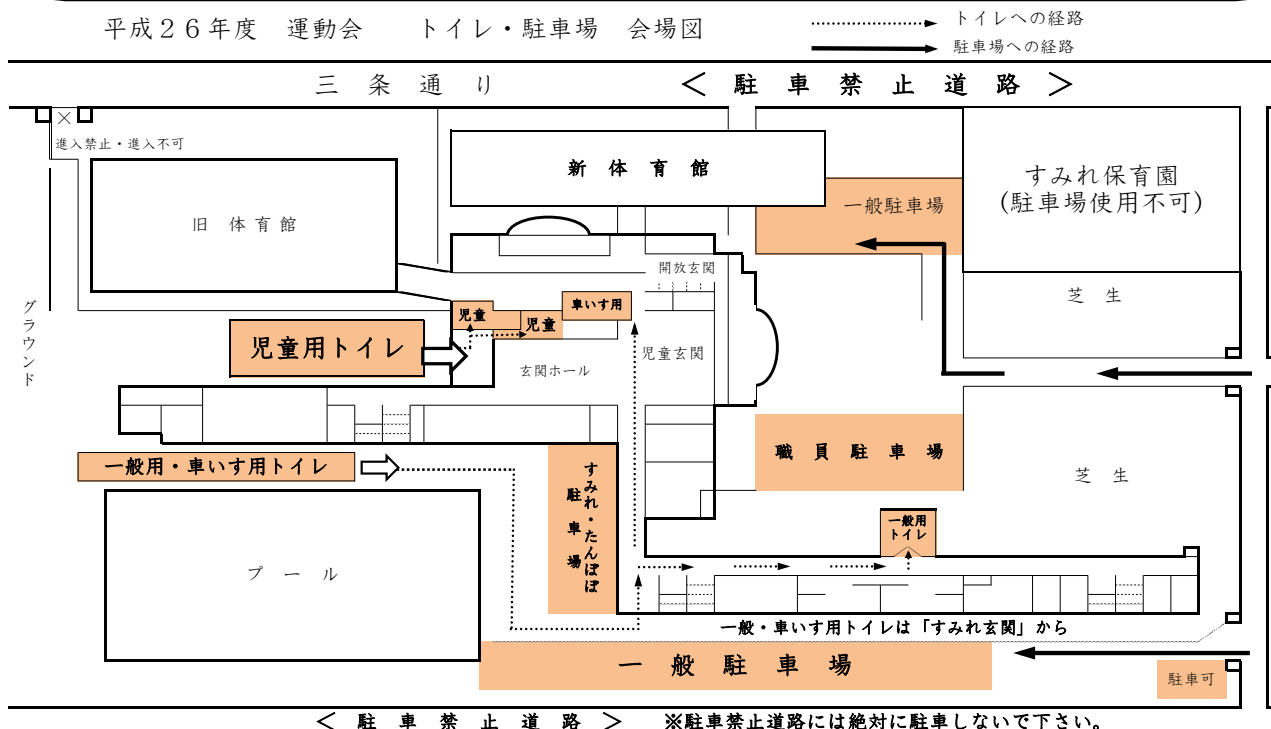 平成２６年度　運動会　　トイレ・駐車場　会場図
トイレへの経路
駐車場への経路
三　条　通　り
＜　駐　車　禁　止　道　路　＞
×
進入禁止・進入不可
新　体　育　館
すみれ保育園
(駐車場使用不可)
旧　体育館
一般駐車場
開放玄関
芝　生
グラウンド
児童
児童
車いす用
児童用トイレ
玄関ホール
児童玄関
職　員　駐　車　場
一般用・車いす用トイレ
すみれ・たんぽぽ
駐　車　場
芝　生
一般用
トイレ
プ　ー　ル
一般・車いす用トイレは「すみれ玄関」から
一　般　駐　車　場
駐車可
＜　駐　車　禁　止　道　路　＞
※駐車禁止道路には絶対に駐車しないで下さい。